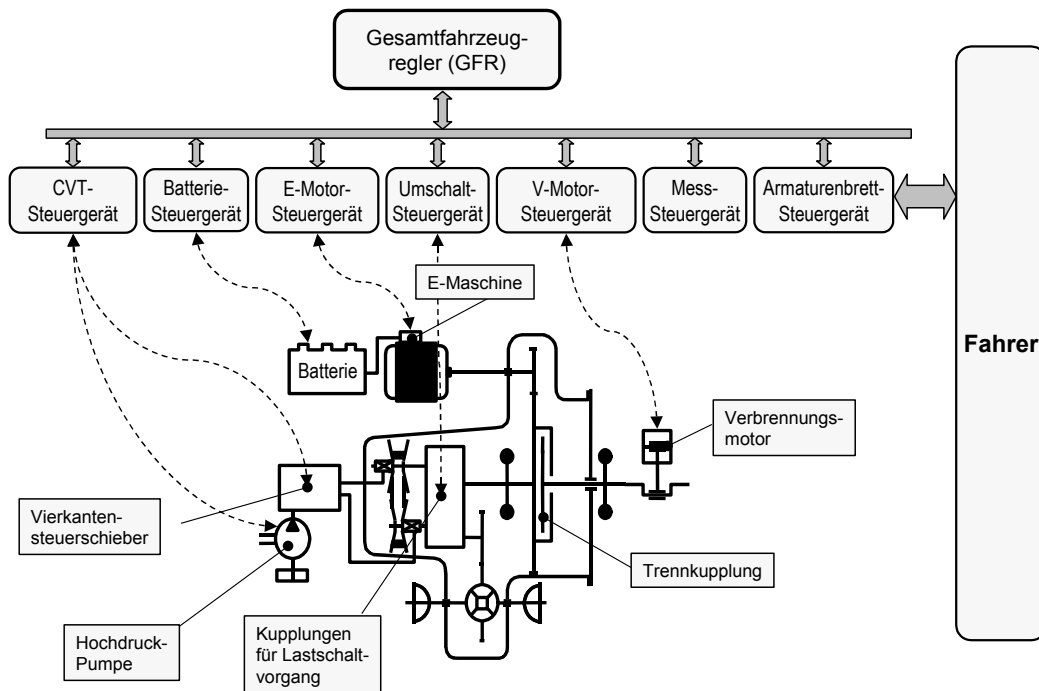 Gesamtfahrzeug-
regler (GFR)
CVT-
Steuergerät
Batterie-
Steuergerät
E-Motor-
Steuergerät
Umschalt-
Steuergerät
V-Motor-
Steuergerät
Mess-
Steuergerät
Armaturenbrett-
Steuergerät
Fahrer
E-Maschine
Batterie
Verbrennungs-
motor
Vierkanten-
steuerschieber
Trennkupplung
Hochdruck-
Pumpe
Kupplungen
für Lastschalt-
vorgang